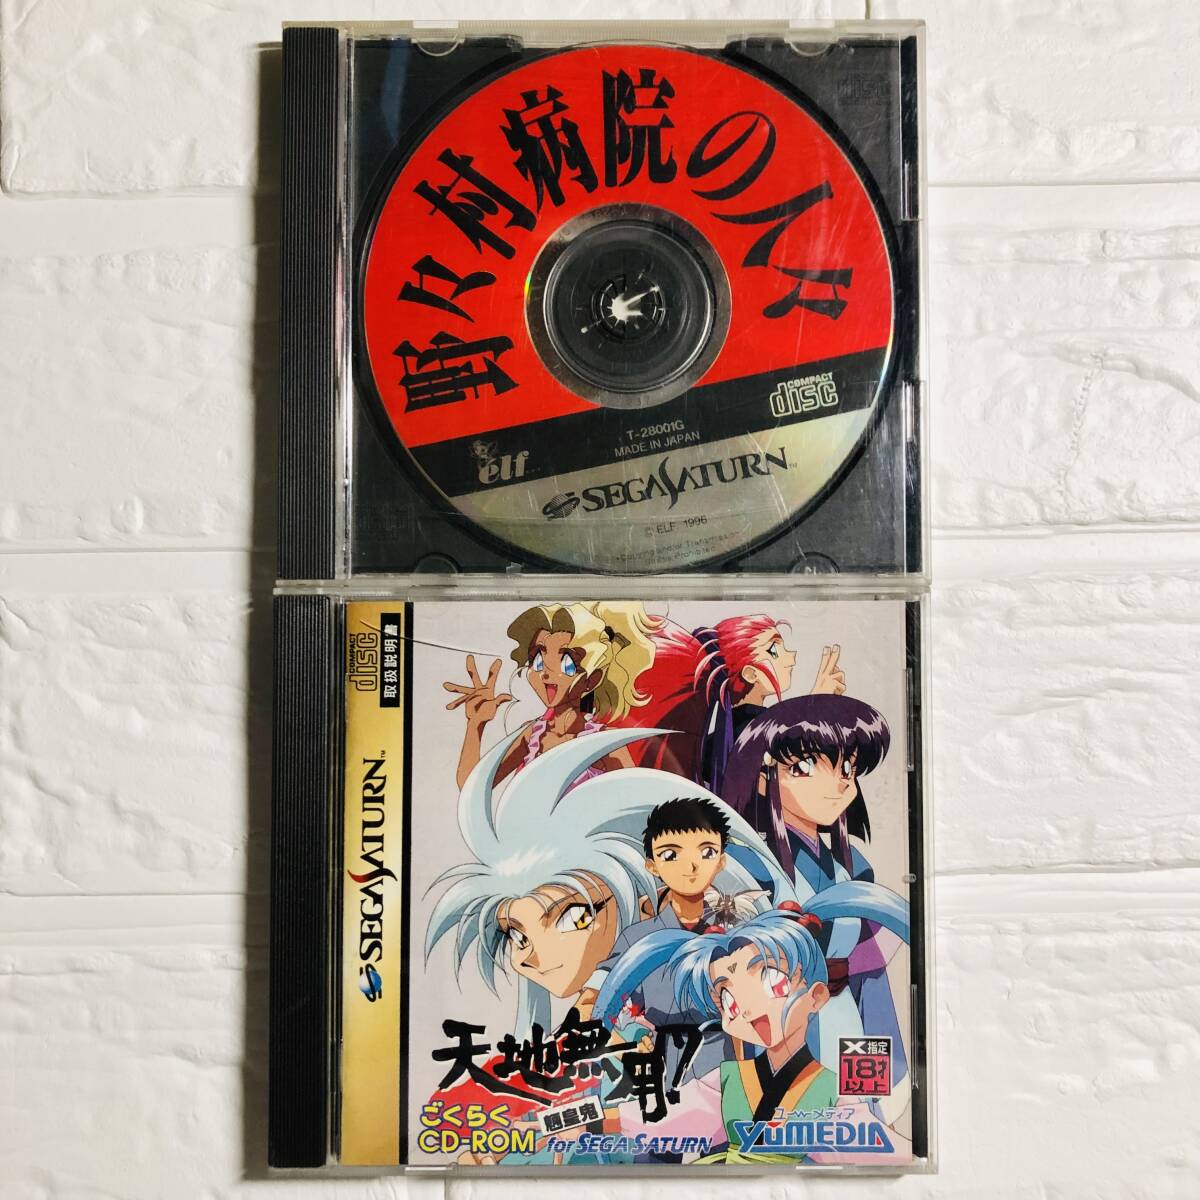 野々村病院の人々
COMPACT
disc
T-28001G
MADE IN JAPAN
elf
SEGA SATURN™
© ELF 1996
COMPACT
disc
取扱説明書
SEGA SATURN™
天地無用!
魎皇鬼
ごくらく
CD-ROM
for SEGA SATURN
X指定
18才
以上
ユーメディア
YUMEDIA